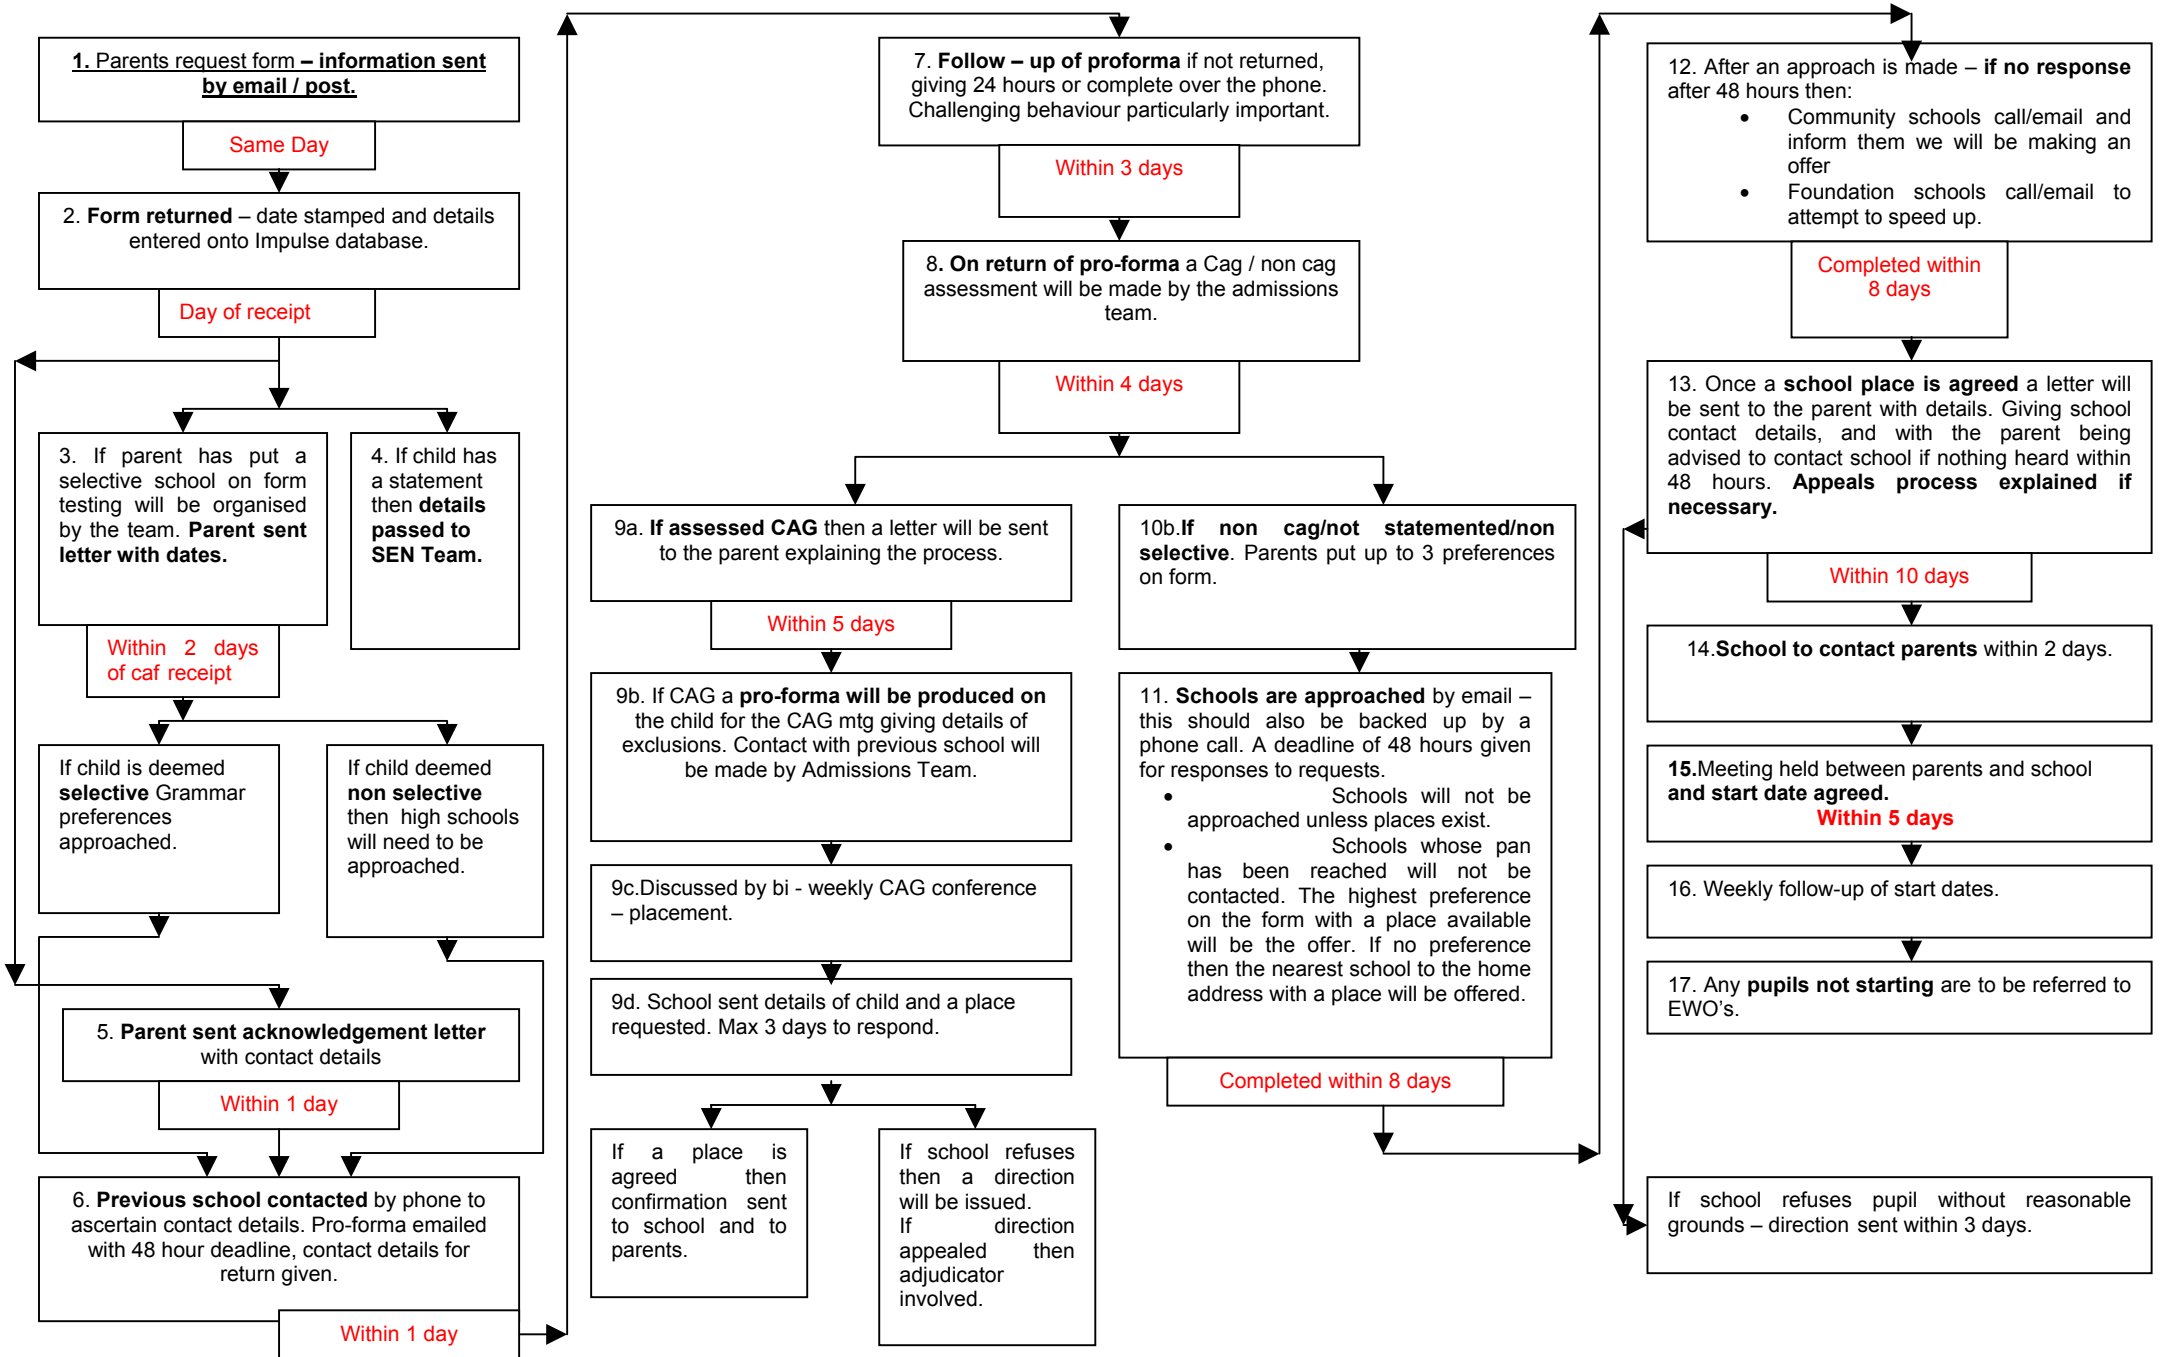 1. Parents request form – information sent
by email / post.
Same Day
2. Form returned – date stamped and details
entered onto Impulse database.
Day of receipt
3. If parent has put a
selective school on form
testing will be organised
by the team. Parent sent
letter with dates.
4. If child has
a statement
then details
passed to
SEN Team.
Within 2 days
of caf receipt
If child is deemed
selective Grammar
preferences
approached.
If child deemed
non selective
then high schools
will need to be
approached.
5. Parent sent acknowledgement letter
with contact details
Within 1 day
6. Previous school contacted by phone to
ascertain contact details. Pro-forma emailed
with 48 hour deadline, contact details for
return given.
Within 1 day
7. Follow – up of proforma if not returned,
giving 24 hours or complete over the phone.
Challenging behaviour particularly important.
Within 3 days
8. On return of pro-forma a Cag / non cag
assessment will be made by the admissions
team.
Within 4 days
9a. If assessed CAG then a letter will be sent
to the parent explaining the process.
Within 5 days
9b. If CAG a pro-forma will be produced on
the child for the CAG mtg giving details of
exclusions. Contact with previous school will
be made by Admissions Team.
9c.Discussed by bi - weekly CAG conference
– placement.
9d. School sent details of child and a place
requested. Max 3 days to respond.
If a place is
agreed then
confirmation sent
to school and to
parents.
If school refuses
then a direction
will be issued.
If direction
appealed then
adjudicator
involved.
10b.If non cag/not statemented/non
selective. Parents put up to 3 preferences
on form.
11. Schools are approached by email –
this should also be backed up by a
phone call. A deadline of 48 hours given
for responses to requests.
• Schools will not be
approached unless places exist.
• Schools whose pan
has been reached will not be
contacted. The highest preference
on the form with a place available
will be the offer. If no preference
then the nearest school to the home
address with a place will be offered.
Completed within 8 days
12. After an approach is made – if no response
after 48 hours then:
• Community schools call/email and
inform them we will be making an
offer
• Foundation schools call/email to
attempt to speed up.
Completed within
8 days
13. Once a school place is agreed a letter will
be sent to the parent with details. Giving school
contact details, and with the parent being
advised to contact school if nothing heard within
48 hours. Appeals process explained if
necessary.
Within 10 days
14.School to contact parents within 2 days.
15.Meeting held between parents and school
and start date agreed.
Within 5 days
16. Weekly follow-up of start dates.
17. Any pupils not starting are to be referred to
EWO’s.
If school refuses pupil without reasonable
grounds – direction sent within 3 days.